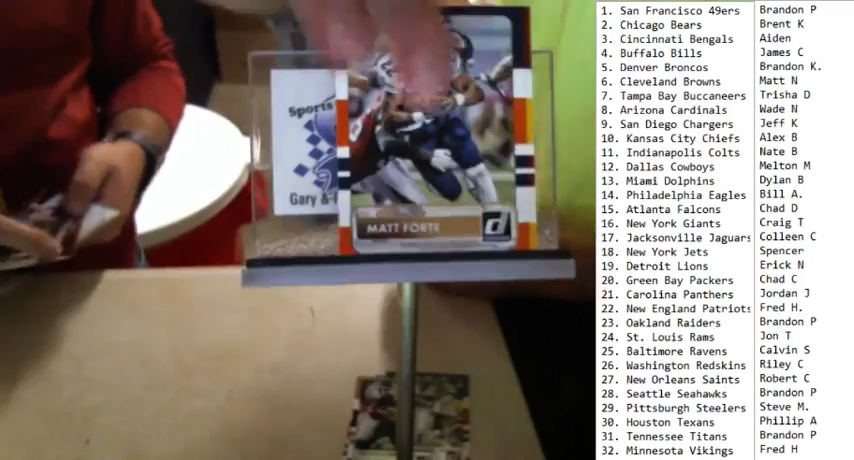 Sports
Gary &
MATT FORTE
d
1. San Francisco 49ers Brandon P
2. Chicago Bears Brent K
3. Cincinnati Bengals Aiden
4. Buffalo Bills James C
5. Denver Broncos Brandon K.
6. Cleveland Browns Matt N
7. Tampa Bay Buccaneers Trisha D
8. Arizona Cardinals Wade N
9. San Diego Chargers Jeff K
10. Kansas City Chiefs Alex B
11. Indianapolis Colts Nate B
12. Dallas Cowboys Melton M
13. Miami Dolphins Dylan B
14. Philadelphia Eagles Bill A.
15. Atlanta Falcons Chad D
16. New York Giants Craig T
17. Jacksonville Jaguars Colleen C
18. New York Jets Spencer
19. Detroit Lions Erick N
20. Green Bay Packers Chad C
21. Carolina Panthers Jordan J
22. New England Patriots Fred H.
23. Oakland Raiders Brandon P
24. St. Louis Rams Jon T
25. Baltimore Ravens Calvin S
26. Washington Redskins Riley C
27. New Orleans Saints Robert C
28. Seattle Seahawks Brandon P
29. Pittsburgh Steelers Steve M.
30. Houston Texans Phillip A
31. Tennessee Titans Brandon P
32. Minnesota Vikings Fred H